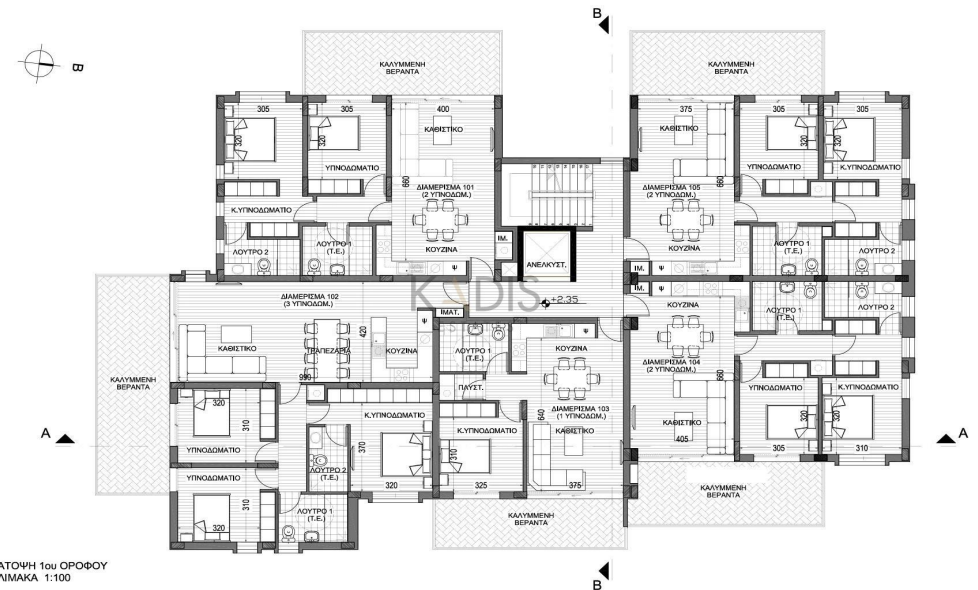 B
B
ΚΑΛΥΜΜΕΝΗ
ΒΕΡΑΝΤΑ
ΚΑΛΥΜΜΕΝΗ
ΒΕΡΑΝΤΑ
305
320
305
320
ΥΠΝΟΔΩΜΑΤΙΟ
400
ΚΑΘΙΣΤΙΚΟ
660
ΔΙΑΜΕΡΙΣΜΑ 101
(2 ΥΠΝΟΔΩΜ.)
Κ.ΥΠΝΟΔΩΜΑΤΙΟ
ΛΟΥΤΡΟ 2
ΛΟΥΤΡΟ 1
(Τ.Ε.)
ΚΟΥΖΙΝΑ
Ψ
ΙΜ.
ΑΝΕΛΚΥΣΤ.
375
ΚΑΘΙΣΤΙΚΟ
660
ΔΙΑΜΕΡΙΣΜΑ 105
(2 ΥΠΝΟΔΩΜ.)
ΚΟΥΖΙΝΑ
ΙΜ.
Ψ
305
320
ΥΠΝΟΔΩΜΑΤΙΟ
305
320
Κ.ΥΠΝΟΔΩΜΑΤΙΟ
ΛΟΥΤΡΟ 1
(Τ.Ε.)
ΛΟΥΤΡΟ 2
KADIS
+2.35
ΔΙΑΜΕΡΙΣΜΑ 102
(3 ΥΠΝΟΔΩΜ.)
ΚΑΘΙΣΤΙΚΟ
ΤΡΑΠΕΖΑΡΙΑ
420
ΚΟΥΖΙΝΑ
Ψ
990
ΙΜΑΤ.
ΚΑΛΥΜΜΕΝΗ
ΒΕΡΑΝΤΑ
320
310
ΥΠΝΟΔΩΜΑΤΙΟ
ΥΠΝΟΔΩΜΑΤΙΟ
310
320
Κ.ΥΠΝΟΔΩΜΑΤΙΟ
370
320
ΛΟΥΤΡΟ 2
(Τ.Ε.)
ΛΟΥΤΡΟ 1
(Τ.Ε.)
ΛΟΥΤΡΟ 1
(Τ.Ε.)
ΠΛΥΣΤ.
Ψ
ΚΟΥΖΙΝΑ
ΔΙΑΜΕΡΙΣΜΑ 103
(1 ΥΠΝΟΔΩΜ.)
640
ΚΑΘΙΣΤΙΚΟ
375
Κ.ΥΠΝΟΔΩΜΑΤΙΟ
310
325
ΚΑΛΥΜΜΕΝΗ
ΒΕΡΑΝΤΑ
ΙΜ.
Ψ
ΚΟΥΖΙΝΑ
ΔΙΑΜΕΡΙΣΜΑ 104
(2 ΥΠΝΟΔΩΜ.)
660
ΚΑΘΙΣΤΙΚΟ
405
ΛΟΥΤΡΟ 1
(Τ.Ε.)
ΛΟΥΤΡΟ 2
ΥΠΝΟΔΩΜΑΤΙΟ
320
305
Κ.ΥΠΝΟΔΩΜΑΤΙΟ
320
310
ΚΑΛΥΜΜΕΝΗ
ΒΕΡΑΝΤΑ
A
A
ΑΤΟΨΗ 1ου ΟΡΟΦΟΥ
ΛΙΜΑΚΑ 1:100
B